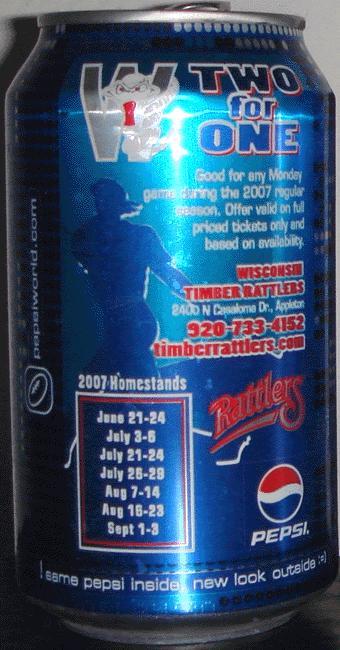 W
TWO
for
ONE
Good for any Monday
game during the 2007 regular
season. Offer valid on full
priced tickets only and
based on availability.
WISCONSIN
TIMBER RATTLERS
2400 N Casaloma Dr., Appleton
920-733-4152
timberrattlers.com
pepsiworld.com
2007 Homestands
June 21-24
July 3-6
July 21-24
July 26-29
Aug 7-14
Aug 16-23
Sept 1-3
Rattlers
PEPSI.
same pepsi inside, new look outside :-)